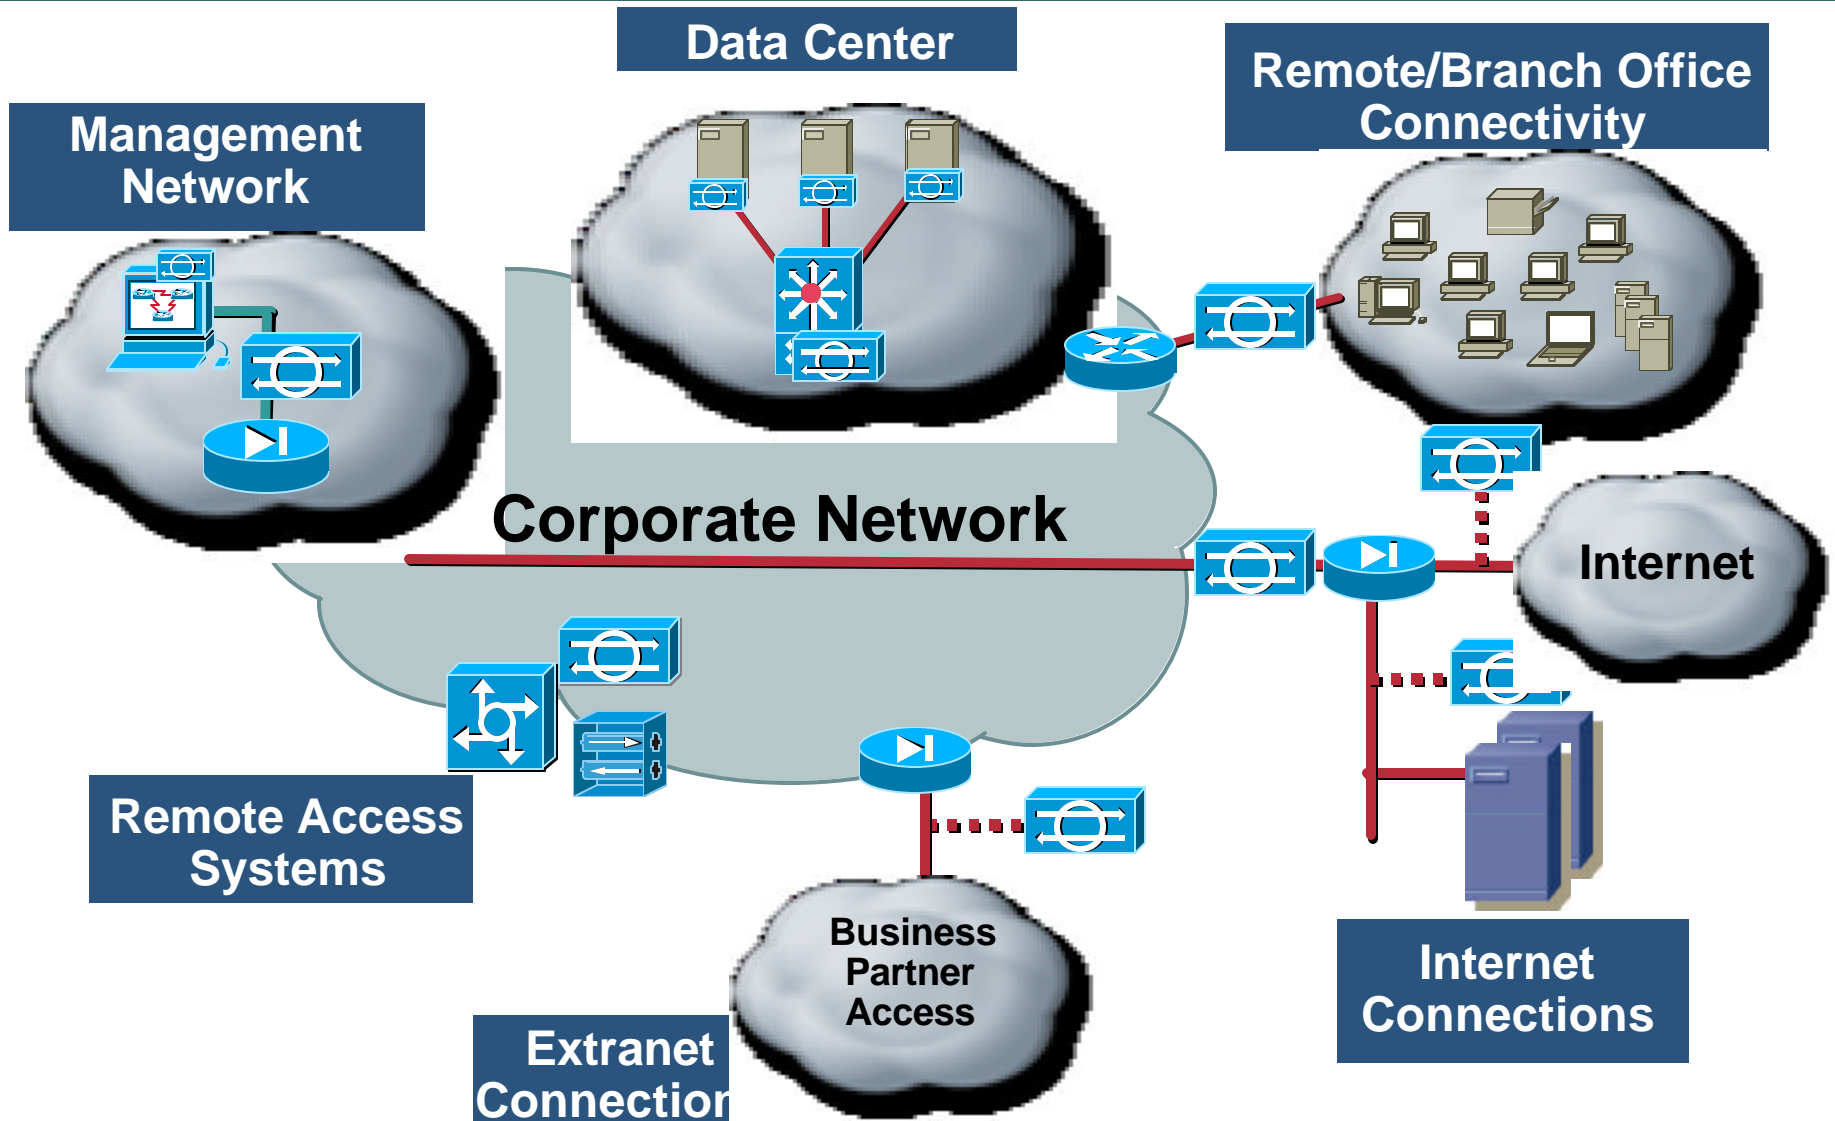 Data Center
Remote/Branch Office
Connectivity
Management
Network
Corporate Network
Internet
Remote Access
Systems
Business
Partner
Access
Internet
Connections
Extranet
Connection